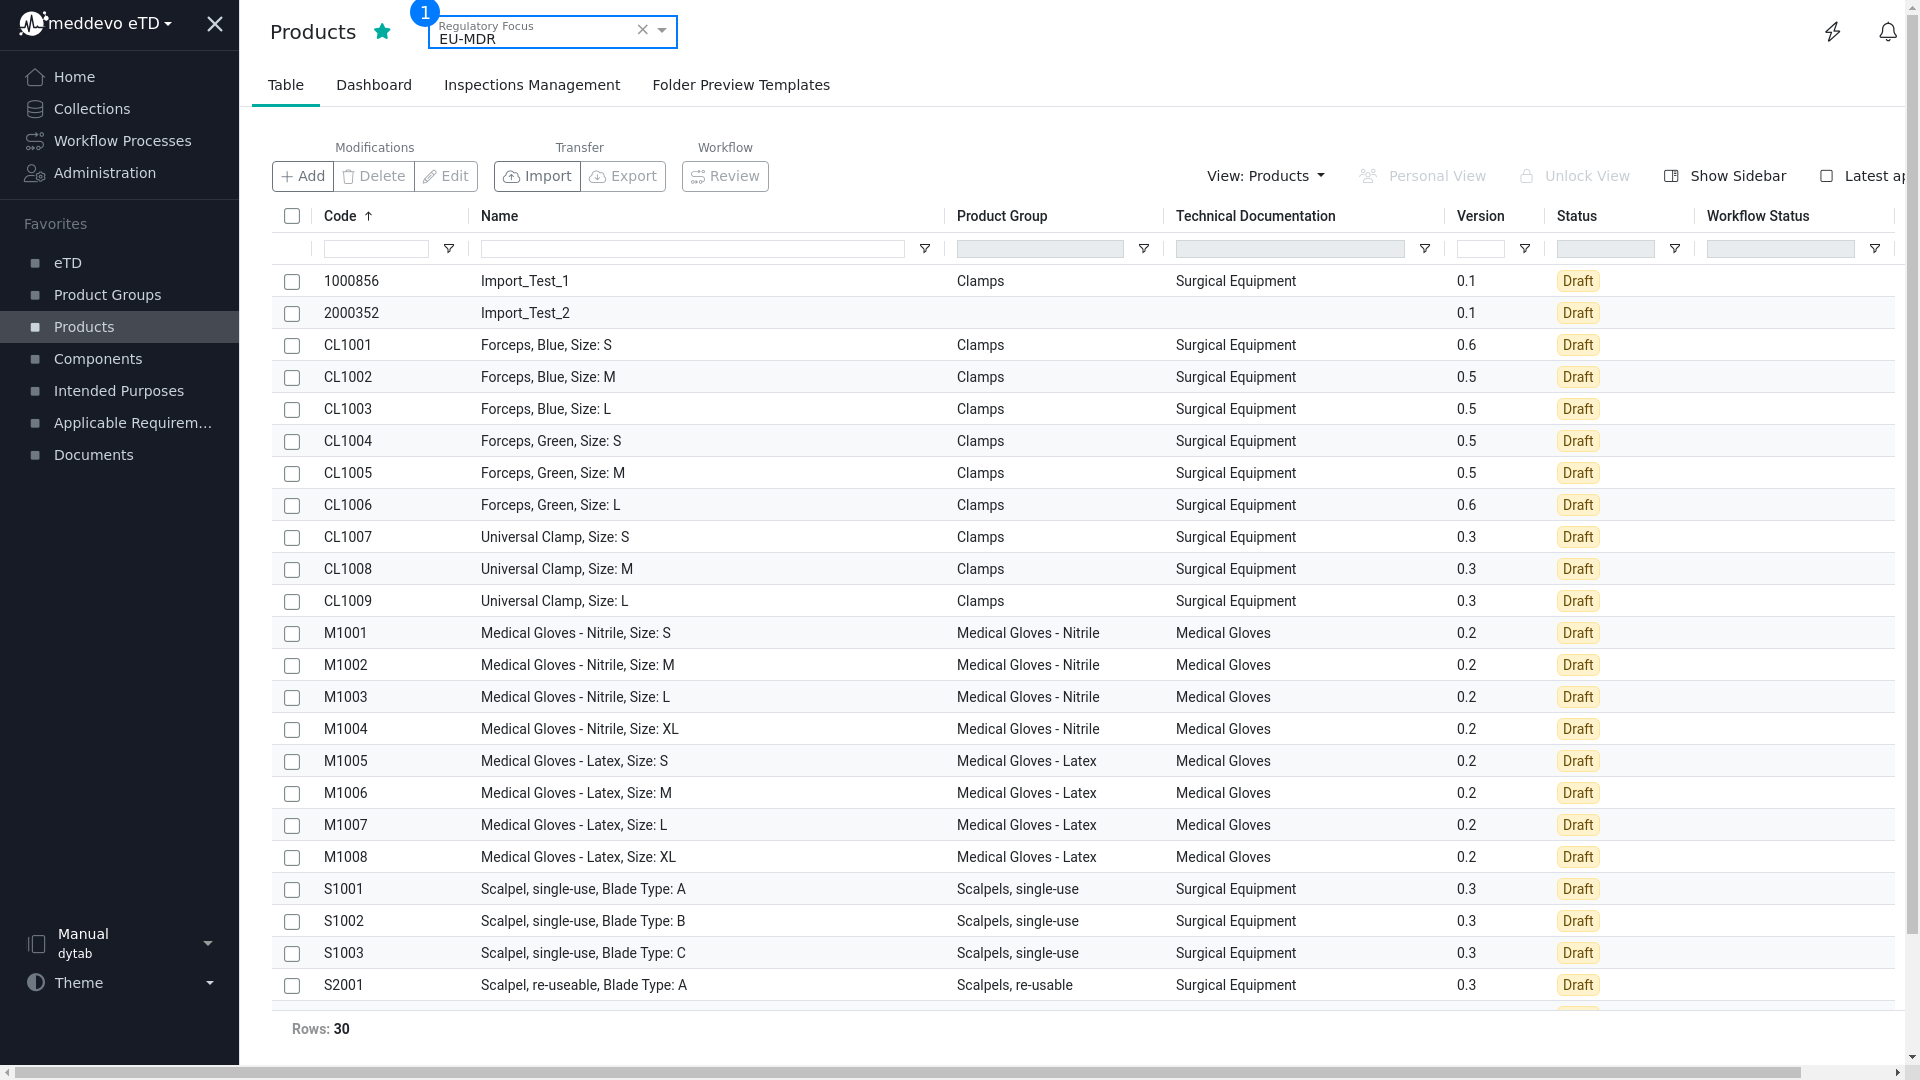 meddevo eTD
Home
Collections
Workflow Processes
Administration
Favorites
eTD
Product Groups
Products
Components
Intended Purposes
Applicable Requirem...
Documents
Manual
dytab
Theme
Products
1
Regulatory Focus
EU-MDR
Table Dashboard Inspections Management Folder Preview Templates
Modifications Transfer Workflow
Add Delete Edit Import Export Review View: Products Personal View Unlock View Show Sidebar Latest ap
Code Name Product Group Technical Documentation Version Status Workflow Status
1000856 Import_Test_1 Clamps Surgical Equipment 0.1 Draft
2000352 Import_Test_2 0.1 Draft
CL1001 Forceps, Blue, Size: S Clamps Surgical Equipment 0.6 Draft
CL1002 Forceps, Blue, Size: M Clamps Surgical Equipment 0.5 Draft
CL1003 Forceps, Blue, Size: L Clamps Surgical Equipment 0.5 Draft
CL1004 Forceps, Green, Size: S Clamps Surgical Equipment 0.5 Draft
CL1005 Forceps, Green, Size: M Clamps Surgical Equipment 0.5 Draft
CL1006 Forceps, Green, Size: L Clamps Surgical Equipment 0.6 Draft
CL1007 Universal Clamp, Size: S Clamps Surgical Equipment 0.3 Draft
CL1008 Universal Clamp, Size: M Clamps Surgical Equipment 0.3 Draft
CL1009 Universal Clamp, Size: L Clamps Surgical Equipment 0.3 Draft
M1001 Medical Gloves - Nitrile, Size: S Medical Gloves - Nitrile Medical Gloves 0.2 Draft
M1002 Medical Gloves - Nitrile, Size: M Medical Gloves - Nitrile Medical Gloves 0.2 Draft
M1003 Medical Gloves - Nitrile, Size: L Medical Gloves - Nitrile Medical Gloves 0.2 Draft
M1004 Medical Gloves - Nitrile, Size: XL Medical Gloves - Nitrile Medical Gloves 0.2 Draft
M1005 Medical Gloves - Latex, Size: S Medical Gloves - Latex Medical Gloves 0.2 Draft
M1006 Medical Gloves - Latex, Size: M Medical Gloves - Latex Medical Gloves 0.2 Draft
M1007 Medical Gloves - Latex, Size: L Medical Gloves - Latex Medical Gloves 0.2 Draft
M1008 Medical Gloves - Latex, Size: XL Medical Gloves - Latex Medical Gloves 0.2 Draft
S1001 Scalpel, single-use, Blade Type: A Scalpels, single-use Surgical Equipment 0.3 Draft
S1002 Scalpel, single-use, Blade Type: B Scalpels, single-use Surgical Equipment 0.3 Draft
S1003 Scalpel, single-use, Blade Type: C Scalpels, single-use Surgical Equipment 0.3 Draft
S2001 Scalpel, re-useable, Blade Type: A Scalpels, re-usable Surgical Equipment 0.3 Draft
Rows: 30